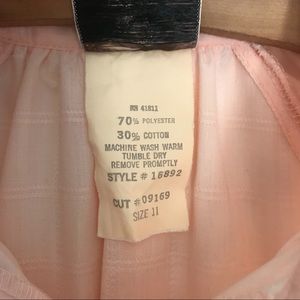 RN 41811
70% POLYESTER
30% COTTON
MACHINE WASH WARM
TUMBLE DRY
REMOVE PROMPTLY
STYLE # 16892
CUT # 09169
SIZE 11